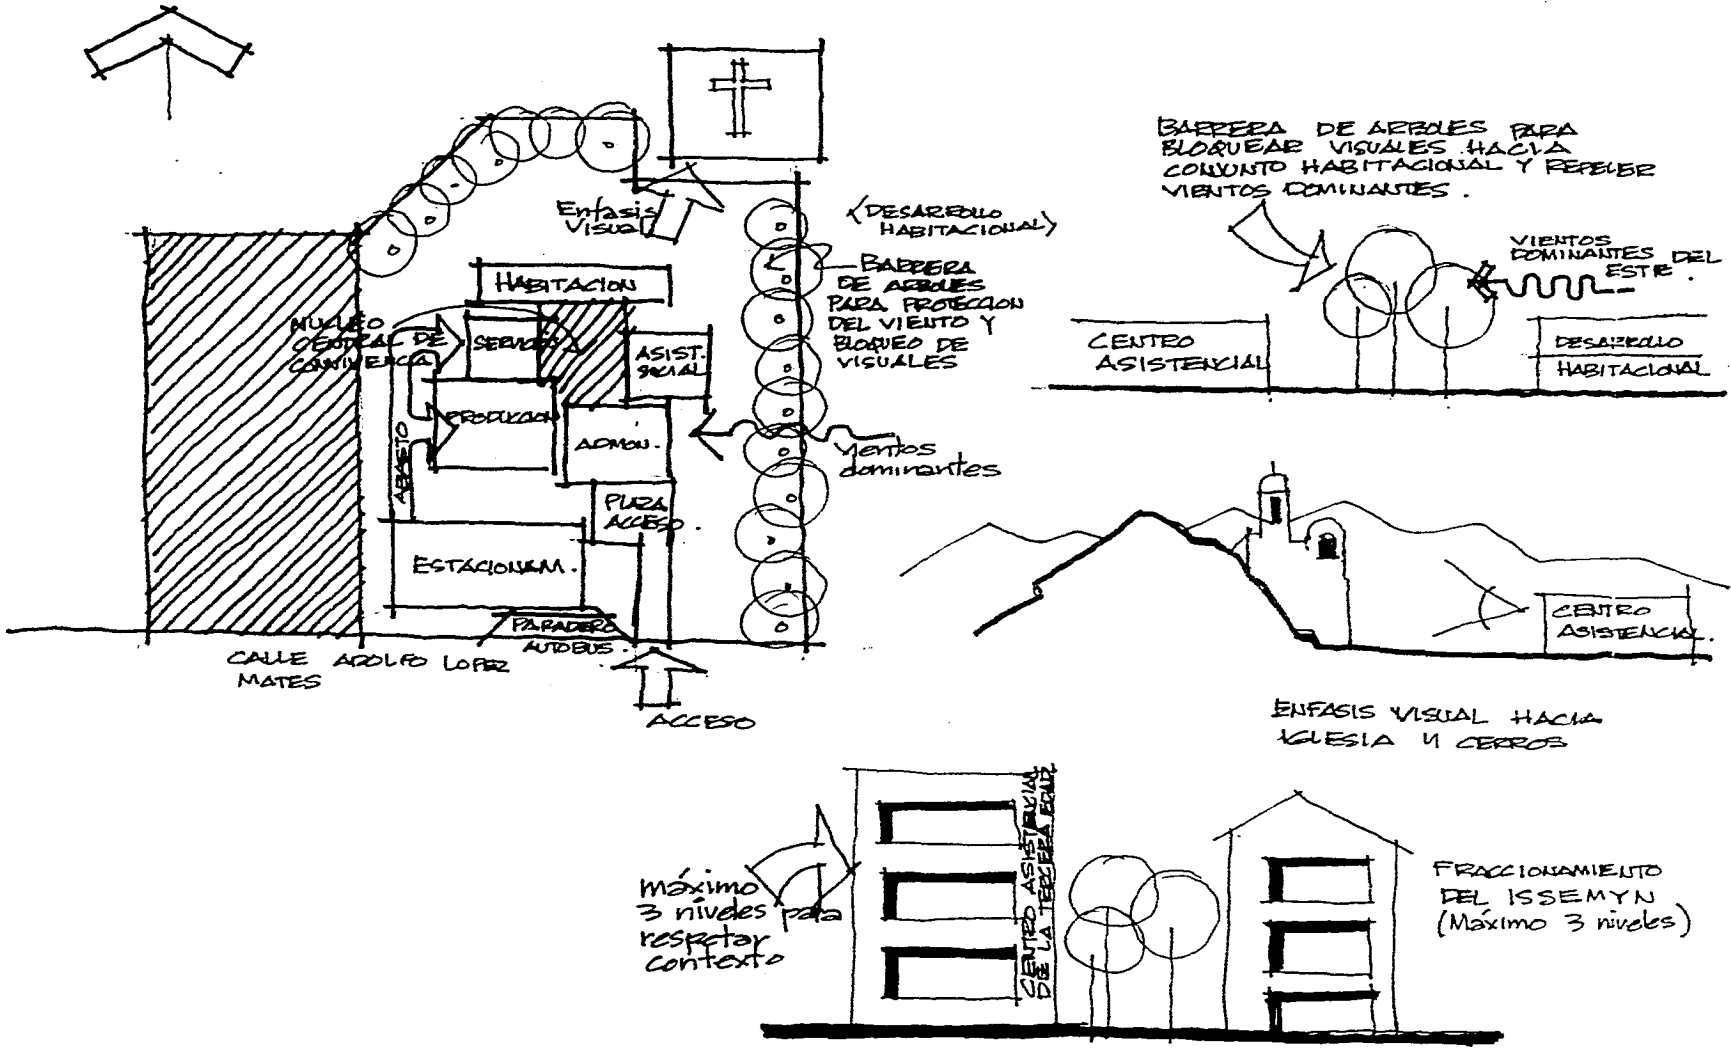 Enfasis
Visual
HABITACION
NUCLEO
CENTRAL DE
CONVIVENCIA
SERVICIOS
ASIST.
SOCIAL
PRODUCCION
ADMON.
ABASTO
PLAZA
ACCESO.
ESTACIONAM.
PARADERO
AUTOBUS.
CALLE ADOLFO LOPEZ
MATES
ACCESO
(DESARROLLO
HABITACIONAL)
BARRERA
DE ARBOLES
PARA PROTECCION
DEL VIENTO Y
BLOQUEO DE
VISUALES
Vientos
dominantes
BARRERA DE ARBOLES PARA
BLOQUEAR VISUALES HACIA
CONJUNTO HABITACIONAL Y REPELER
VIENTOS DOMINANTES.
VIENTOS
DOMINANTES DEL
ESTE.
CENTRO
ASISTENCIAL
DESARROLLO
HABITACIONAL
CENTRO
ASISTENCIAL.
ENFASIS VISUAL HACIA
IGLESIA Y CERROS
máximo
3 niveles para
respetar
contexto
CENTRO ASISTENCIAL
DE LA TERCERA EDAD
FRACCIONAMIENTO
DEL ISSEMYN
(Máximo 3 niveles)